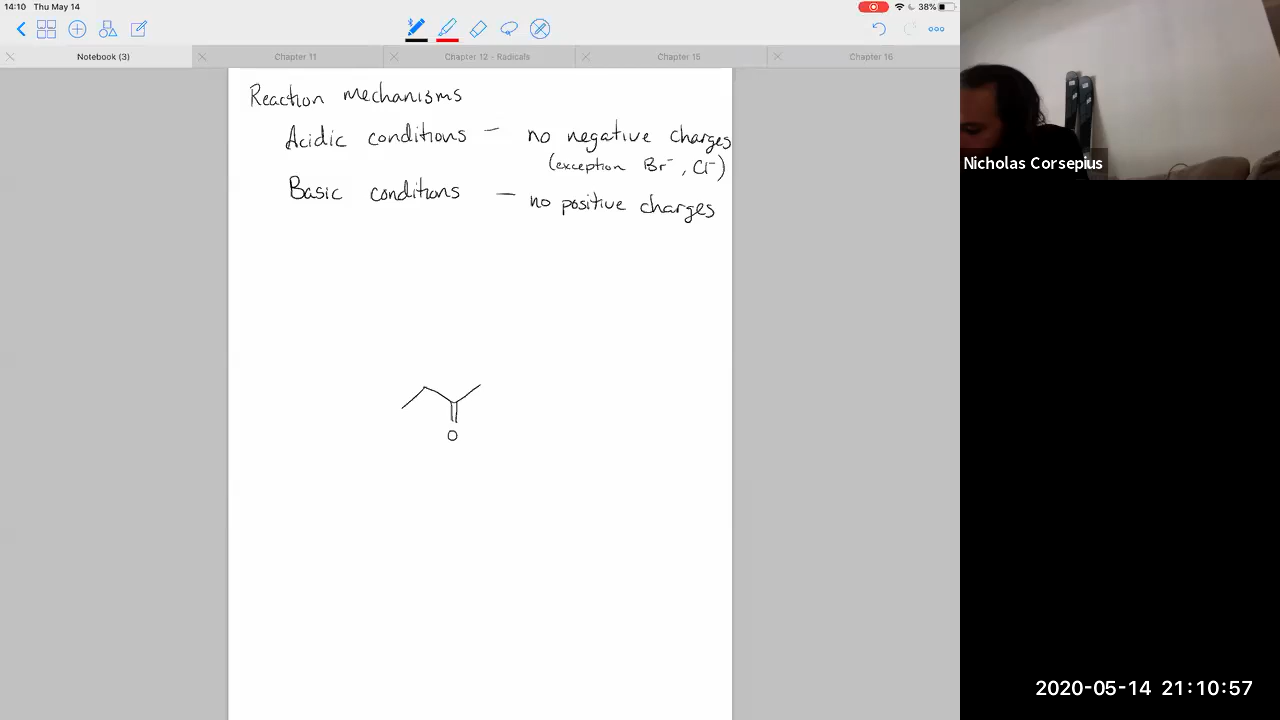 14:10 Thu May 14
38%
Notebook (3)
Chapter 11
Chapter 12 - Radicals
Chapter 15
Chapter 16
Reaction mechanisms
Acidic conditions — no negative charges
(exception Br⁻, Cl⁻)
Basic conditions — no positive charges
O
Nicholas Corsepius
2020-05-14 21:10:57